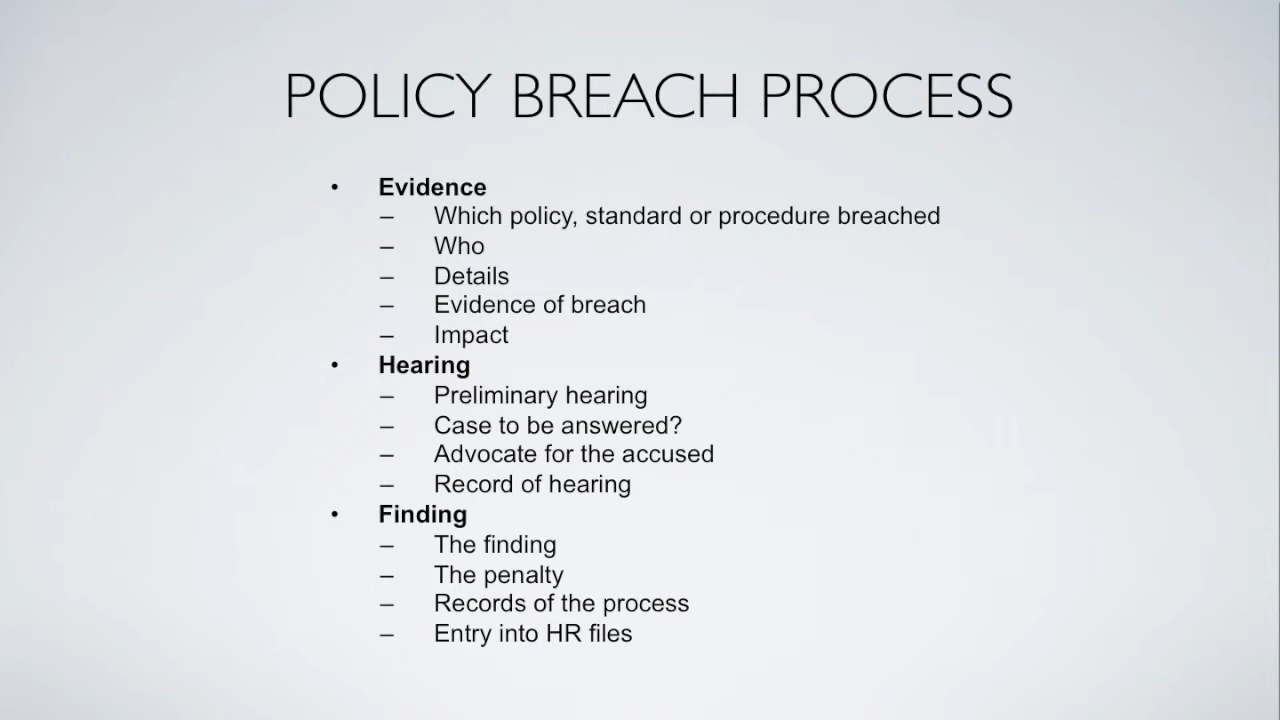 POLICY BREACH PROCESS
• Evidence
– Which policy, standard or procedure breached
– Who
– Details
– Evidence of breach
– Impact
• Hearing
– Preliminary hearing
– Case to be answered?
– Advocate for the accused
– Record of hearing
• Finding
– The finding
– The penalty
– Records of the process
– Entry into HR files